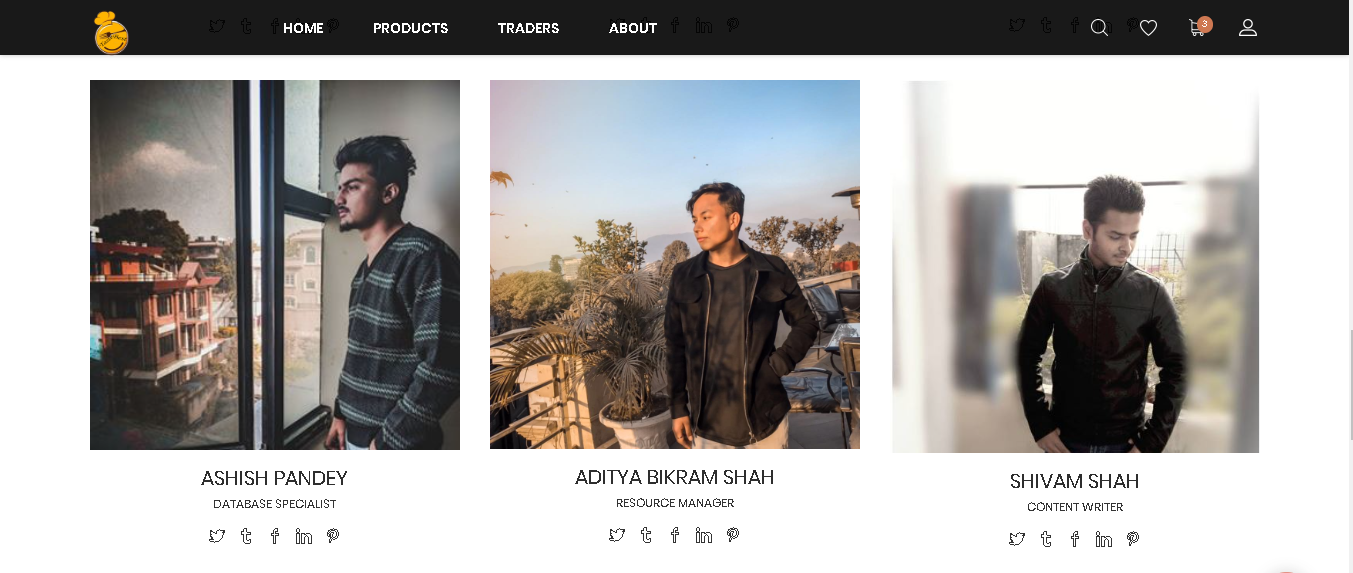 HOME PRODUCTS TRADERS ABOUT 3
ASHISH PANDEY
DATABASE SPECIALIST
ADITYA BIKRAM SHAH
RESOURCE MANAGER
SHIVAM SHAH
CONTENT WRITER